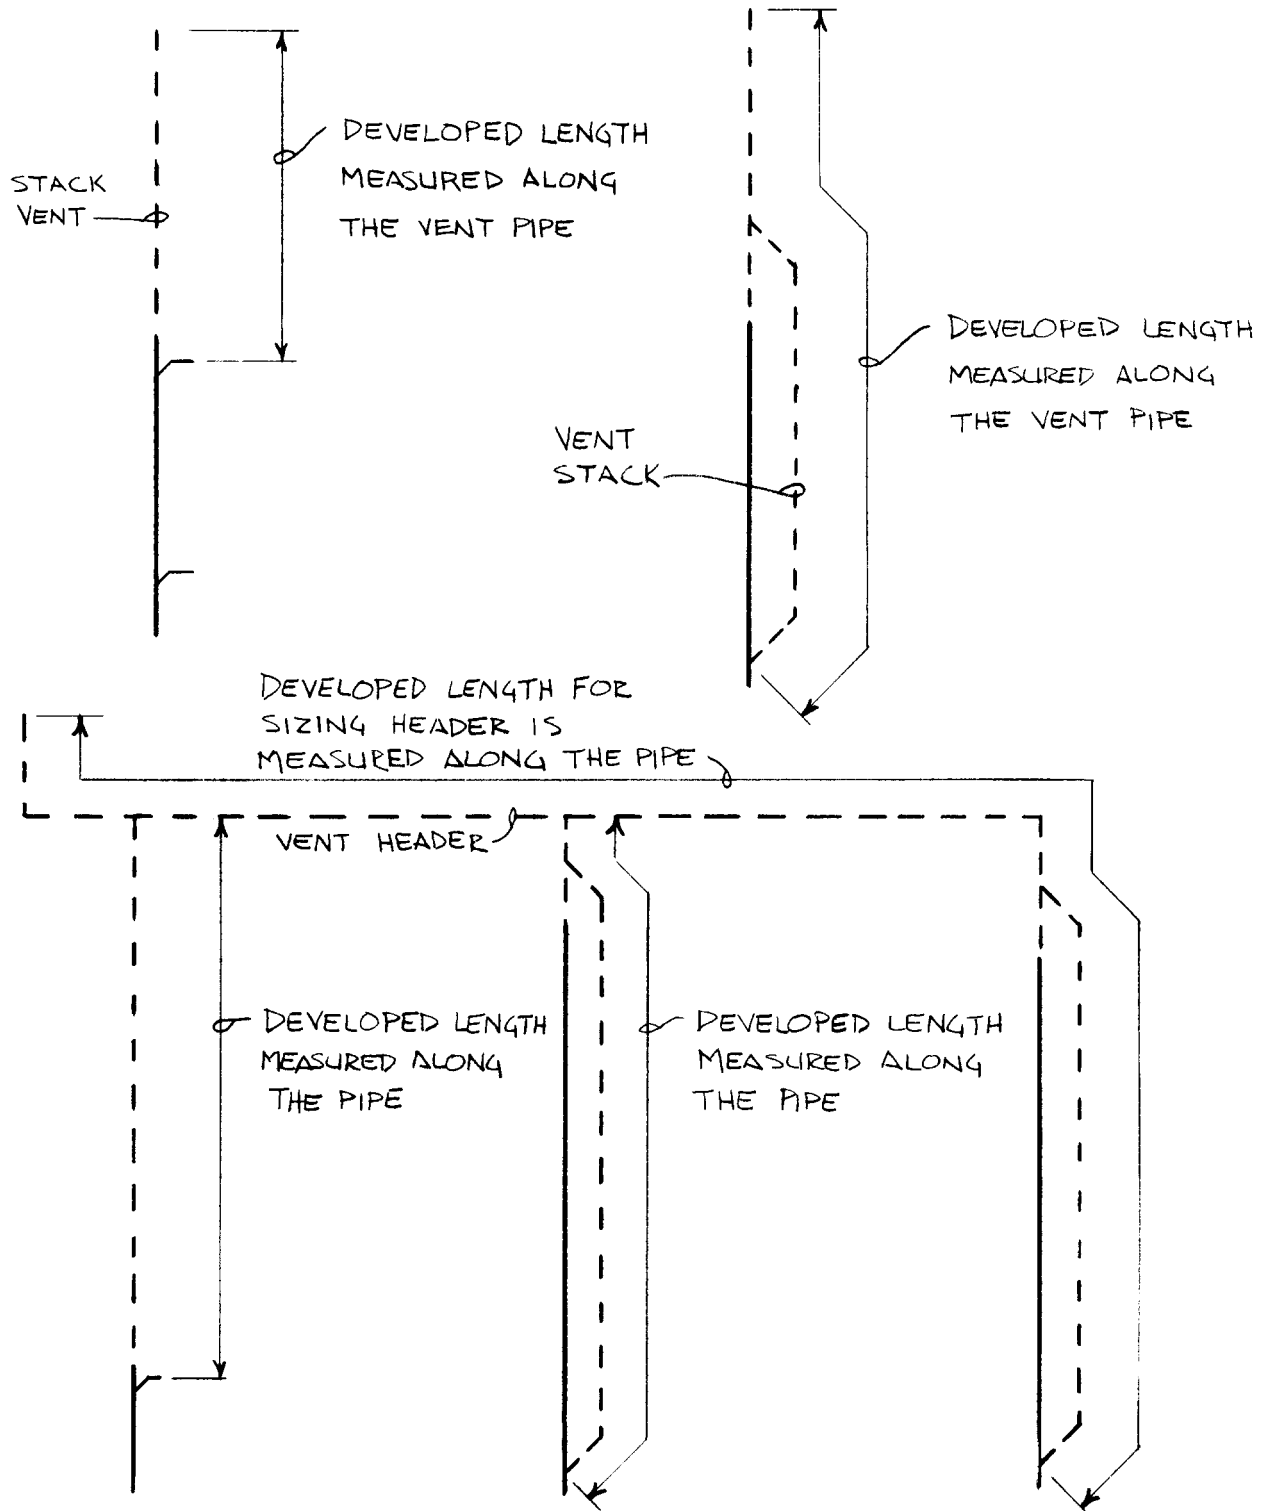 DEVELOPED LENGTH
MEASURED ALONG
THE VENT PIPE
STACK
VENT
DEVELOPED LENGTH
MEASURED ALONG
THE VENT PIPE
VENT
STACK
DEVELOPED LENGTH FOR
SIZING HEADER IS
MEASURED ALONG THE PIPE
VENT HEADER
DEVELOPED LENGTH
MEASURED ALONG
THE PIPE
DEVELOPED LENGTH
MEASURED ALONG
THE PIPE